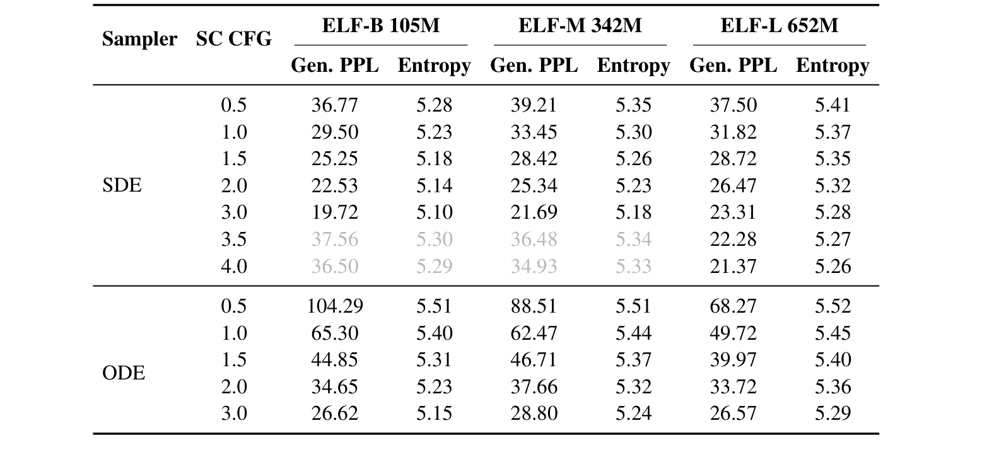 Sampler SC CFG ELF-B 105M ELF-M 342M ELF-L 652M
Gen. PPL Entropy Gen. PPL Entropy Gen. PPL Entropy
0.5 36.77 5.28 39.21 5.35 37.50 5.41
1.0 29.50 5.23 33.45 5.30 31.82 5.37
1.5 25.25 5.18 28.42 5.26 28.72 5.35
SDE 2.0 22.53 5.14 25.34 5.23 26.47 5.32
3.0 19.72 5.10 21.69 5.18 23.31 5.28
3.5 37.56 5.30 36.48 5.34 22.28 5.27
4.0 36.50 5.29 34.93 5.33 21.37 5.26
0.5 104.29 5.51 88.51 5.51 68.27 5.52
1.0 65.30 5.40 62.47 5.44 49.72 5.45
1.5 44.85 5.31 46.71 5.37 39.97 5.40
ODE
2.0 34.65 5.23 37.66 5.32 33.72 5.36
3.0 26.62 5.15 28.80 5.24 26.57 5.29